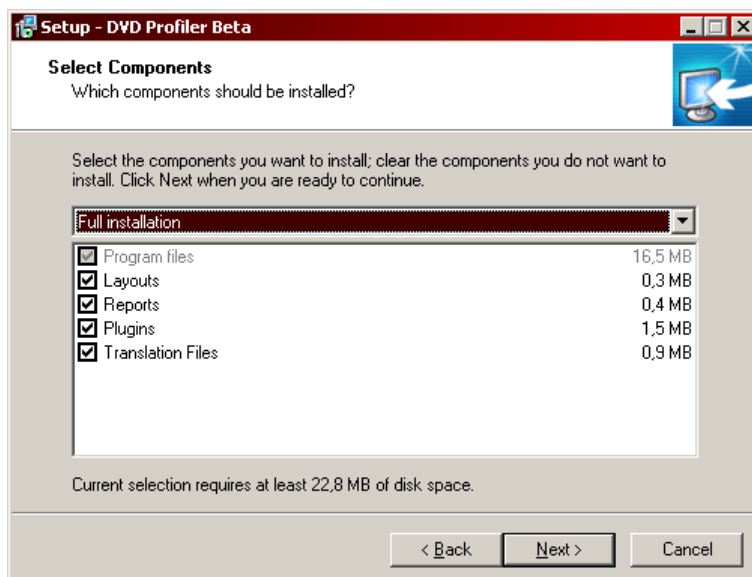 Setup - DVD Profiler Beta
Select Components
Which components should be installed?
Select the components you want to install; clear the components you do not want to
install. Click Next when you are ready to continue.
Full installation
Program files 16,5 MB
Layouts 0,3 MB
Reports 0,4 MB
Plugins 1,5 MB
Translation Files 0,9 MB
Current selection requires at least 22,8 MB of disk space.
< Back Next > Cancel